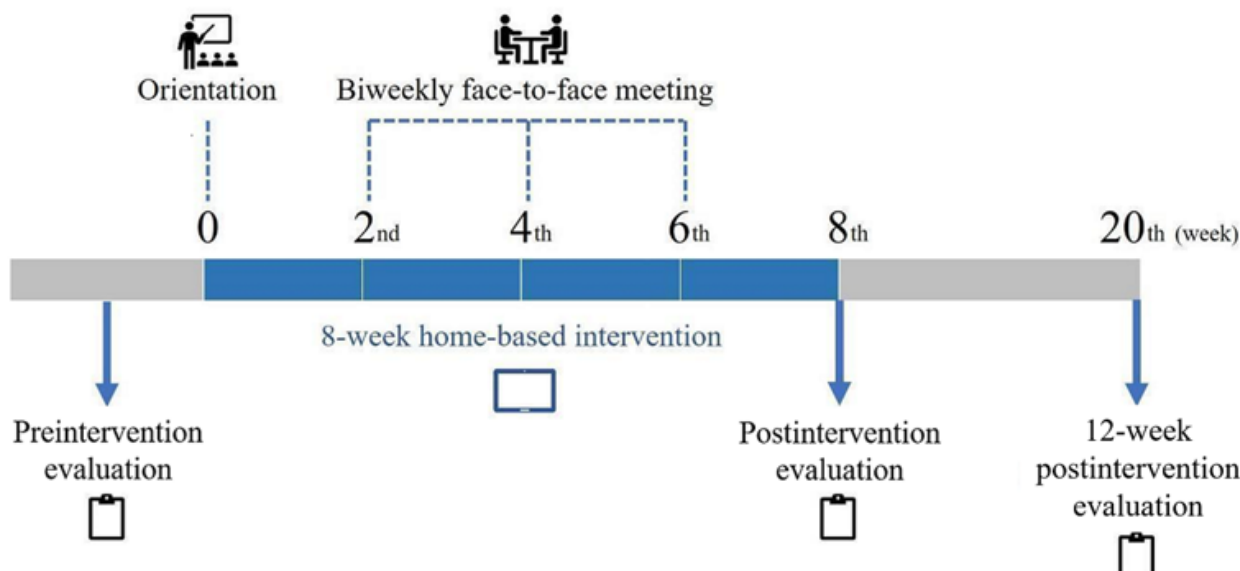 Orientation
Biweekly face-to-face meeting
0
2nd
4th
6th
8th
20th (week)
8-week home-based intervention
Preintervention
evaluation
Postintervention
evaluation
12-week
postintervention
evaluation